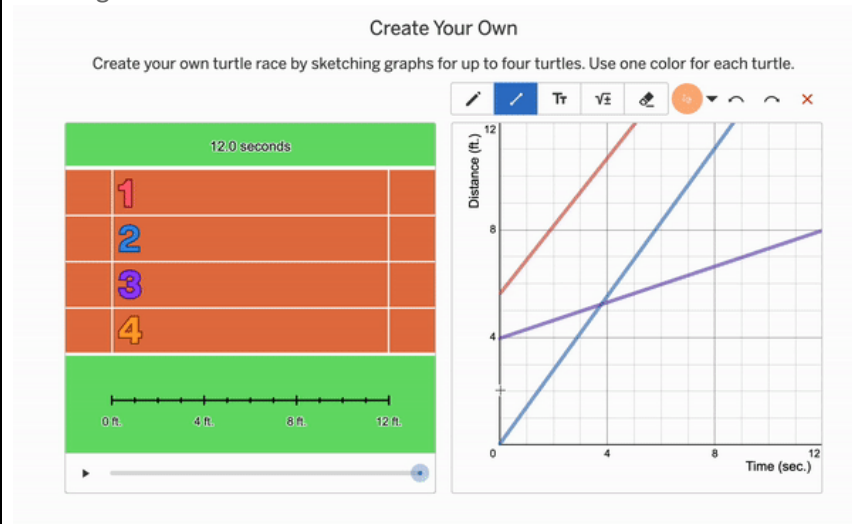 Create Your Own
Create your own turtle race by sketching graphs for up to four turtles. Use one color for each turtle.
TT
√±
12.0 seconds
1
2
3
4
0 ft.
4 ft.
8 ft.
12 ft.
Distance (ft.)
12
8
4
0
4
8
12
Time (sec.)